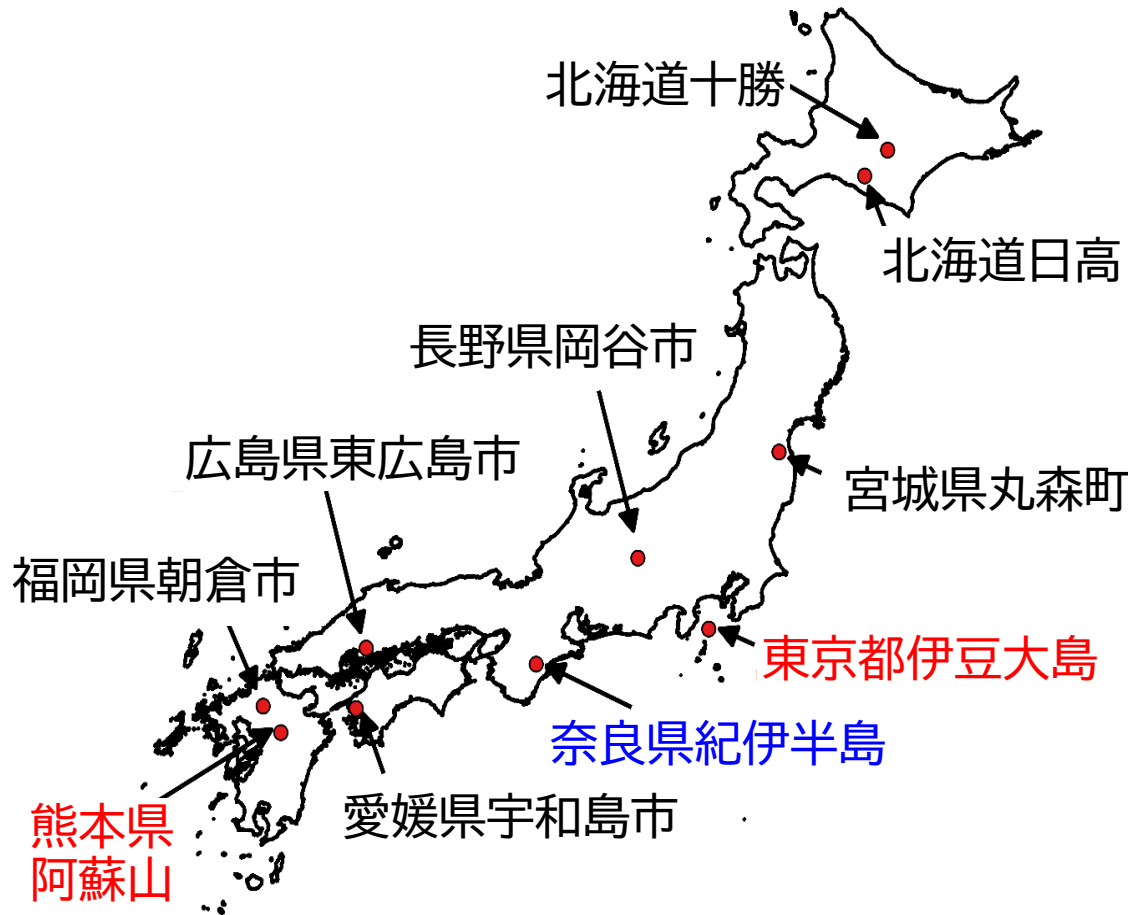 北海道十勝
北海道日高
長野県岡谷市
広島県東広島市
宮城県丸森町
福岡県朝倉市
東京都伊豆大島
奈良県紀伊半島
愛媛県宇和島市
熊本県
阿蘇山